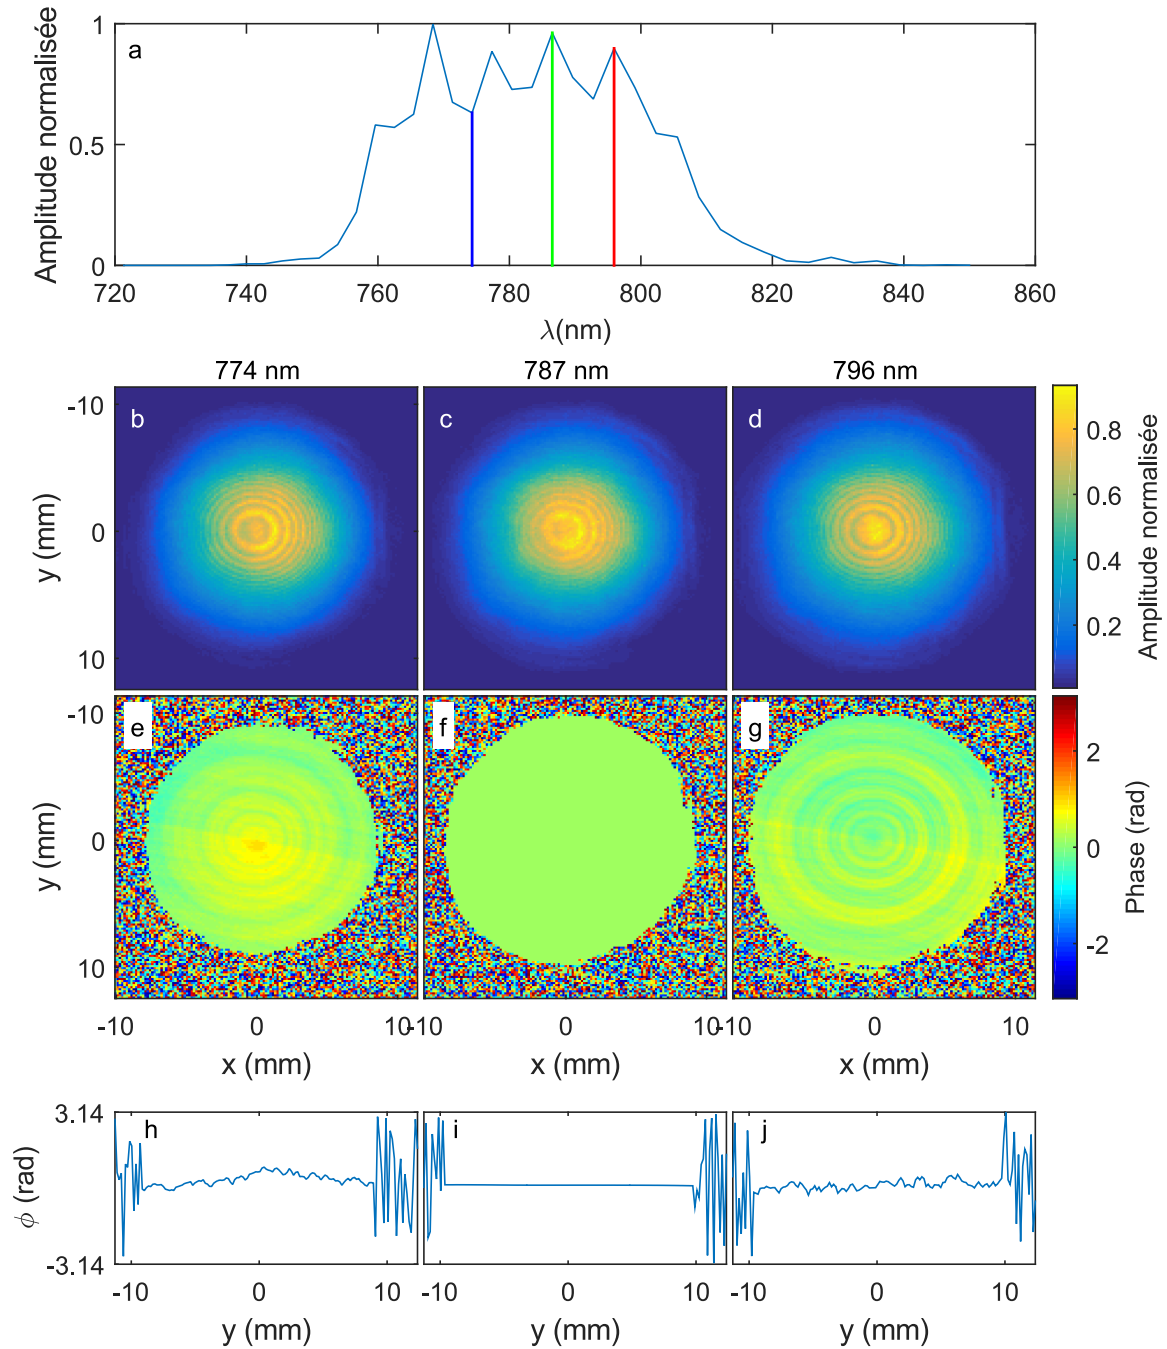 a
Amplitude normalisée
1
0.5
0
720 740 760 780 800 820 840 860
λ(nm)
774 nm 787 nm 796 nm
b c d
y (mm)
-10
0
10
0.8
0.6
0.4
0.2
Amplitude normalisée
e f g
y (mm)
-10
0
10
2
0
-2
Phase (rad)
-10 0 10 -10 0 10 -10 0 10
x (mm) x (mm) x (mm)
h i j
ϕ (rad)
3.14
-3.14
-10 0 10 -10 0 10 -10 0 10
y (mm) y (mm) y (mm)